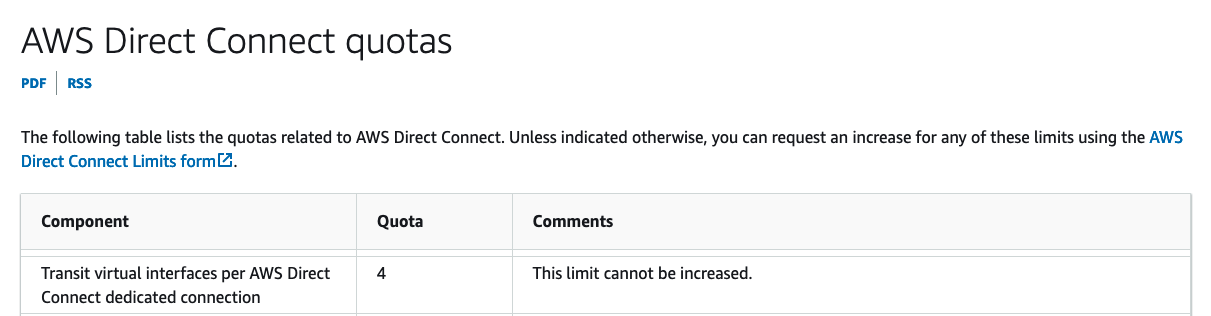 AWS Direct Connect quotas
PDF | RSS
The following table lists the quotas related to AWS Direct Connect. Unless indicated otherwise, you can request an increase for any of these limits using the AWS
Direct Connect Limits form.
Component Quota Comments
Transit virtual interfaces per AWS Direct 4 This limit cannot be increased.
Connect dedicated connection